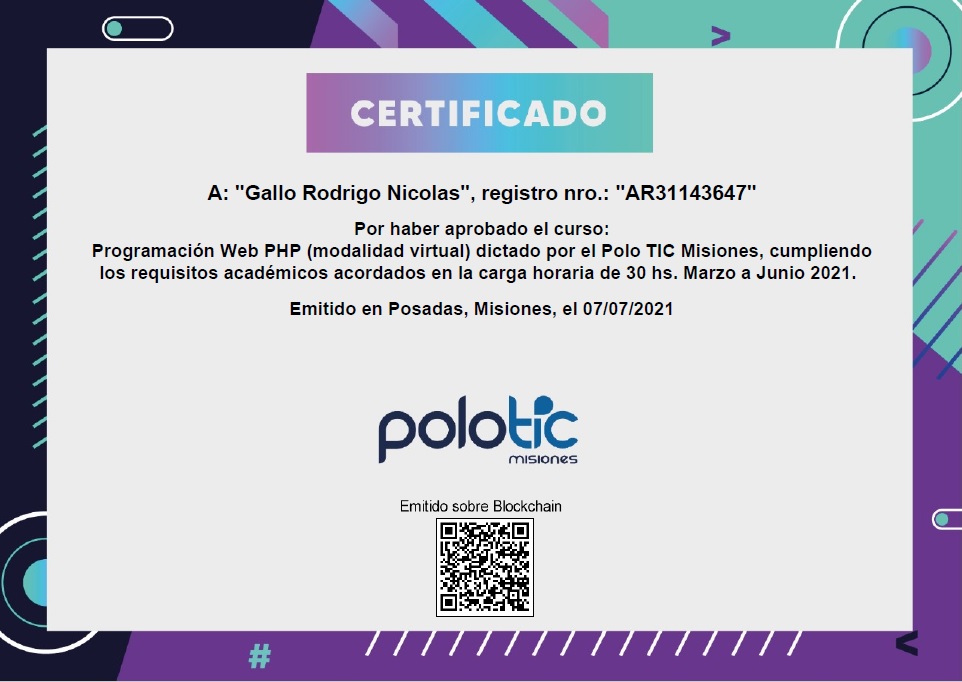 CERTIFICADO
A: "Gallo Rodrigo Nicolas", registro nro.: "AR31143647"
Por haber aprobado el curso:
Programación Web PHP (modalidad virtual) dictado por el Polo TIC Misiones, cumpliendo
los requisitos académicos acordados en la carga horaria de 30 hs. Marzo a Junio 2021.
Emitido en Posadas, Misiones, el 07/07/2021
polotic
misiones
Emitido sobre Blockchain